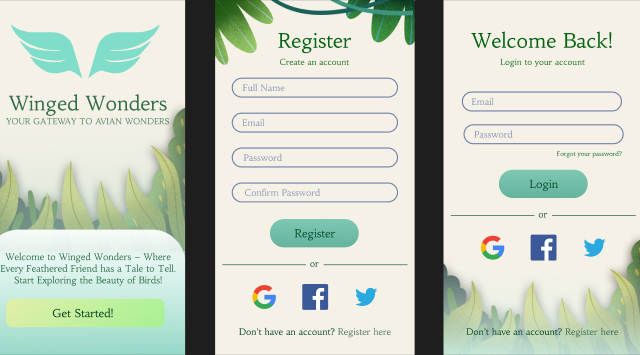 Winged Wonders
YOUR GATEWAY TO AVIAN WONDERS
Welcome to Winged Wonders – Where
Every Feathered Friend has a Tale to Tell.
Start Exploring the Beauty of Birds!
Get Started!
Register
Create an account
Full Name
Email
Password
Confirm Password
Register
or
Don't have an account? Register here
Welcome Back!
Login to your account
Email
Password
Forgot your password?
Login
or
Don't have an account? Register here